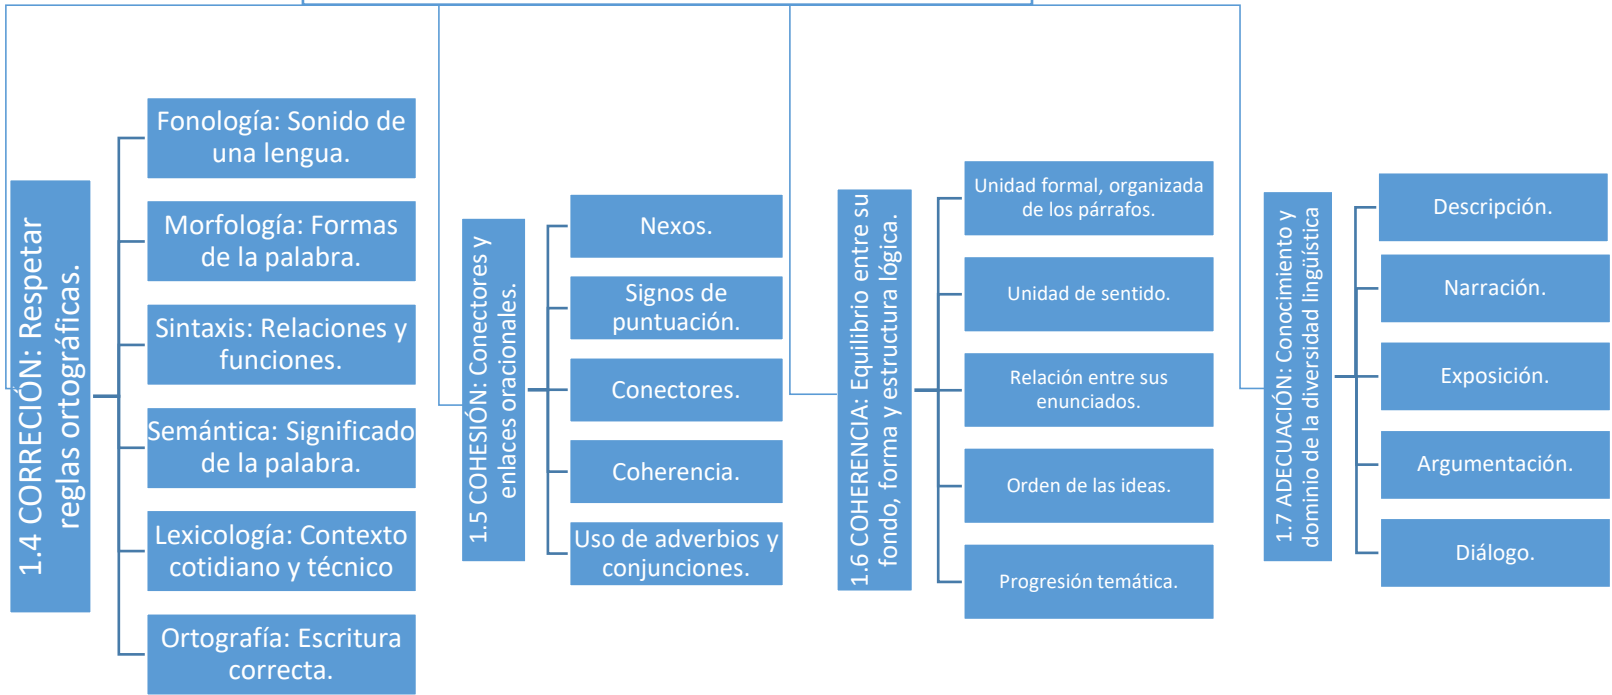 1.4 CORRECIÓN: Respetar
reglas ortográficas.
Fonología: Sonido de
una lengua.
Morfología: Formas
de la palabra.
Sintaxis: Relaciones y
funciones.
Semántica: Significado
de la palabra.
Lexicología: Contexto
cotidiano y técnico
Ortografía: Escritura
correcta.
1.5 COHESIÓN: Conectores y
enlaces oracionales.
Nexos.
Signos de
puntuación.
Conectores.
Coherencia.
Uso de adverbios y
conjunciones.
1.6 COHERENCIA: Equilibrio entre su
fondo, forma y estructura lógica.
Unidad formal, organizada
de los párrafos.
Unidad de sentido.
Relación entre sus
enunciados.
Orden de las ideas.
Progresión temática.
1.7 ADECUACIÓN: Conocimiento y
dominio de la diversidad lingüística
Descripción.
Narración.
Exposición.
Argumentación.
Diálogo.